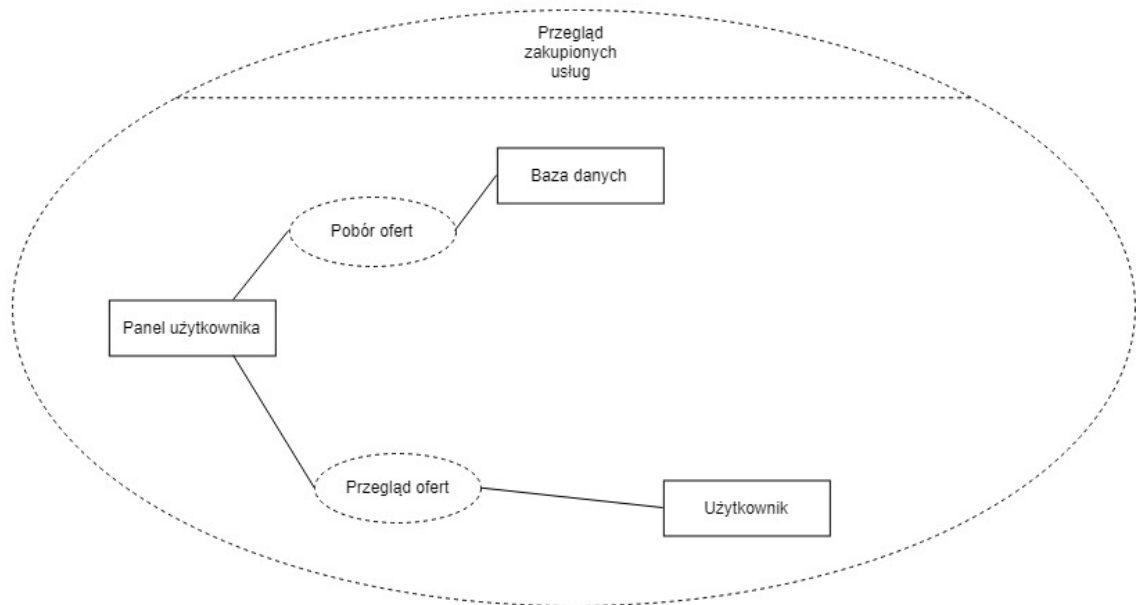 Przegląd
zakupionych
usług
Baza danych
Pobór ofert
Panel użytkownika
Przegląd ofert
Użytkownik